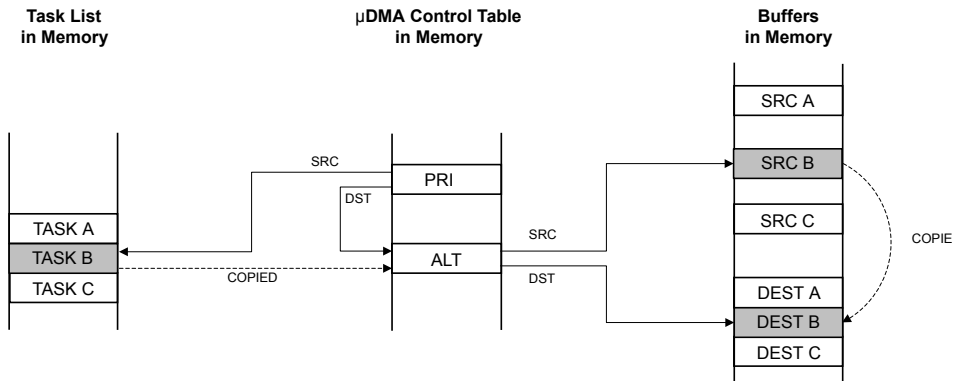 Task List
in Memory
µDMA Control Table
in Memory
Buffers
in Memory
SRC A
SRC
SRC B
PRI
DST
TASK A
SRC C
SRC
COPIE
TASK B
ALT
COPIED
DST
TASK C
DEST A
DEST B
DEST C